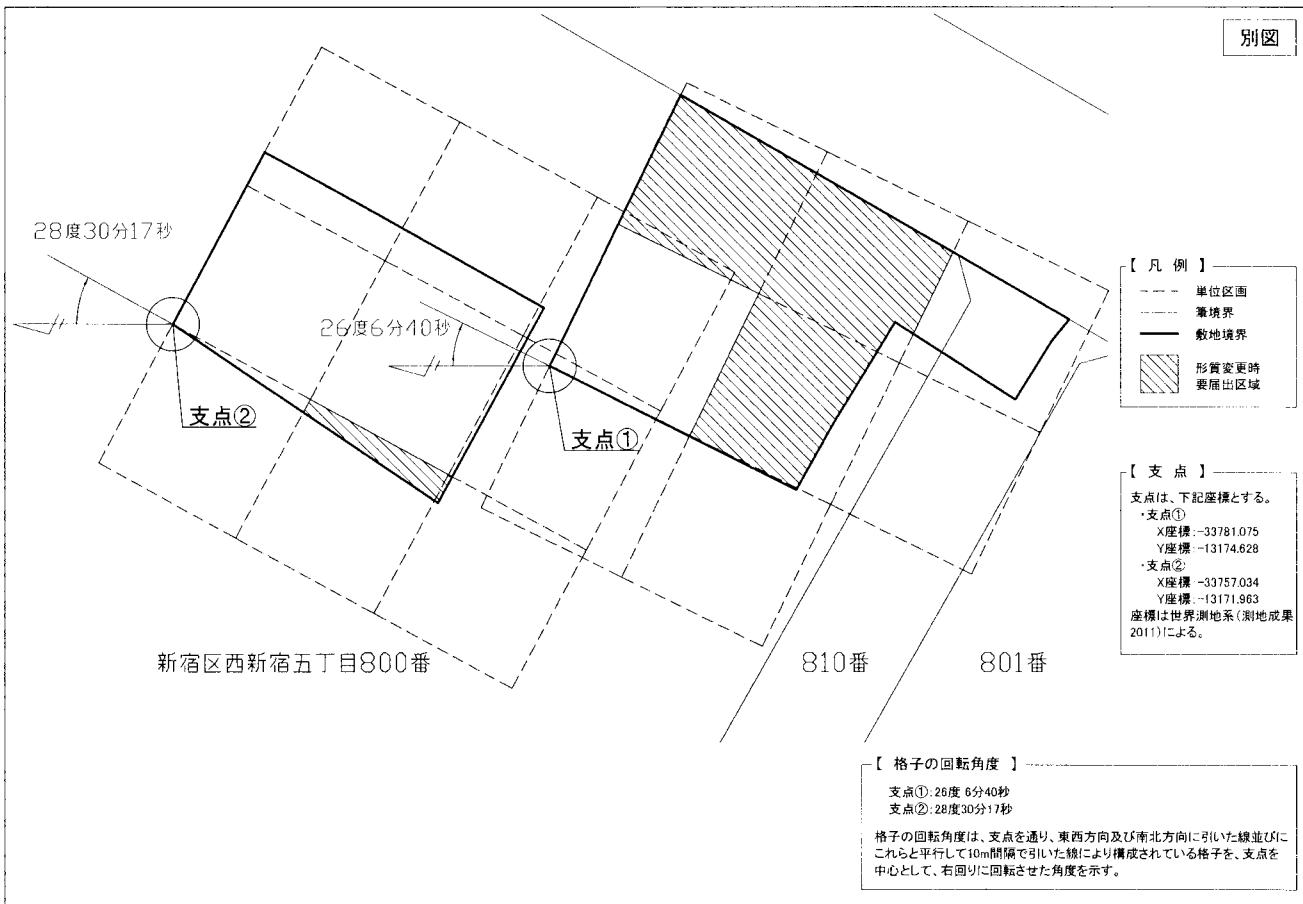 別図
28度30分17秒
26度6分40秒
支点②
支点①
【 凡 例 】
単位区画
筆境界
敷地境界
形質変更時
要届出区域
【 支 点 】
支点は、下記座標とする。
・支点①
X座標:-33781.075
Y座標:-13174.628
・支点②
X座標:-33757.034
Y座標:-13171.963
座標は世界測地系(測地成果
2011)による。
新宿区西新宿五丁目800番
810番
801番
【 格子の回転角度 】
支点①:26度 6分40秒
支点②:28度30分17秒
格子の回転角度は、支点を通り、東西方向及び南北方向に引いた線並びに
これらと平行して10m間隔で引いた線により構成されている格子を、支点を
中心として、右回りに回転させた角度を示す。